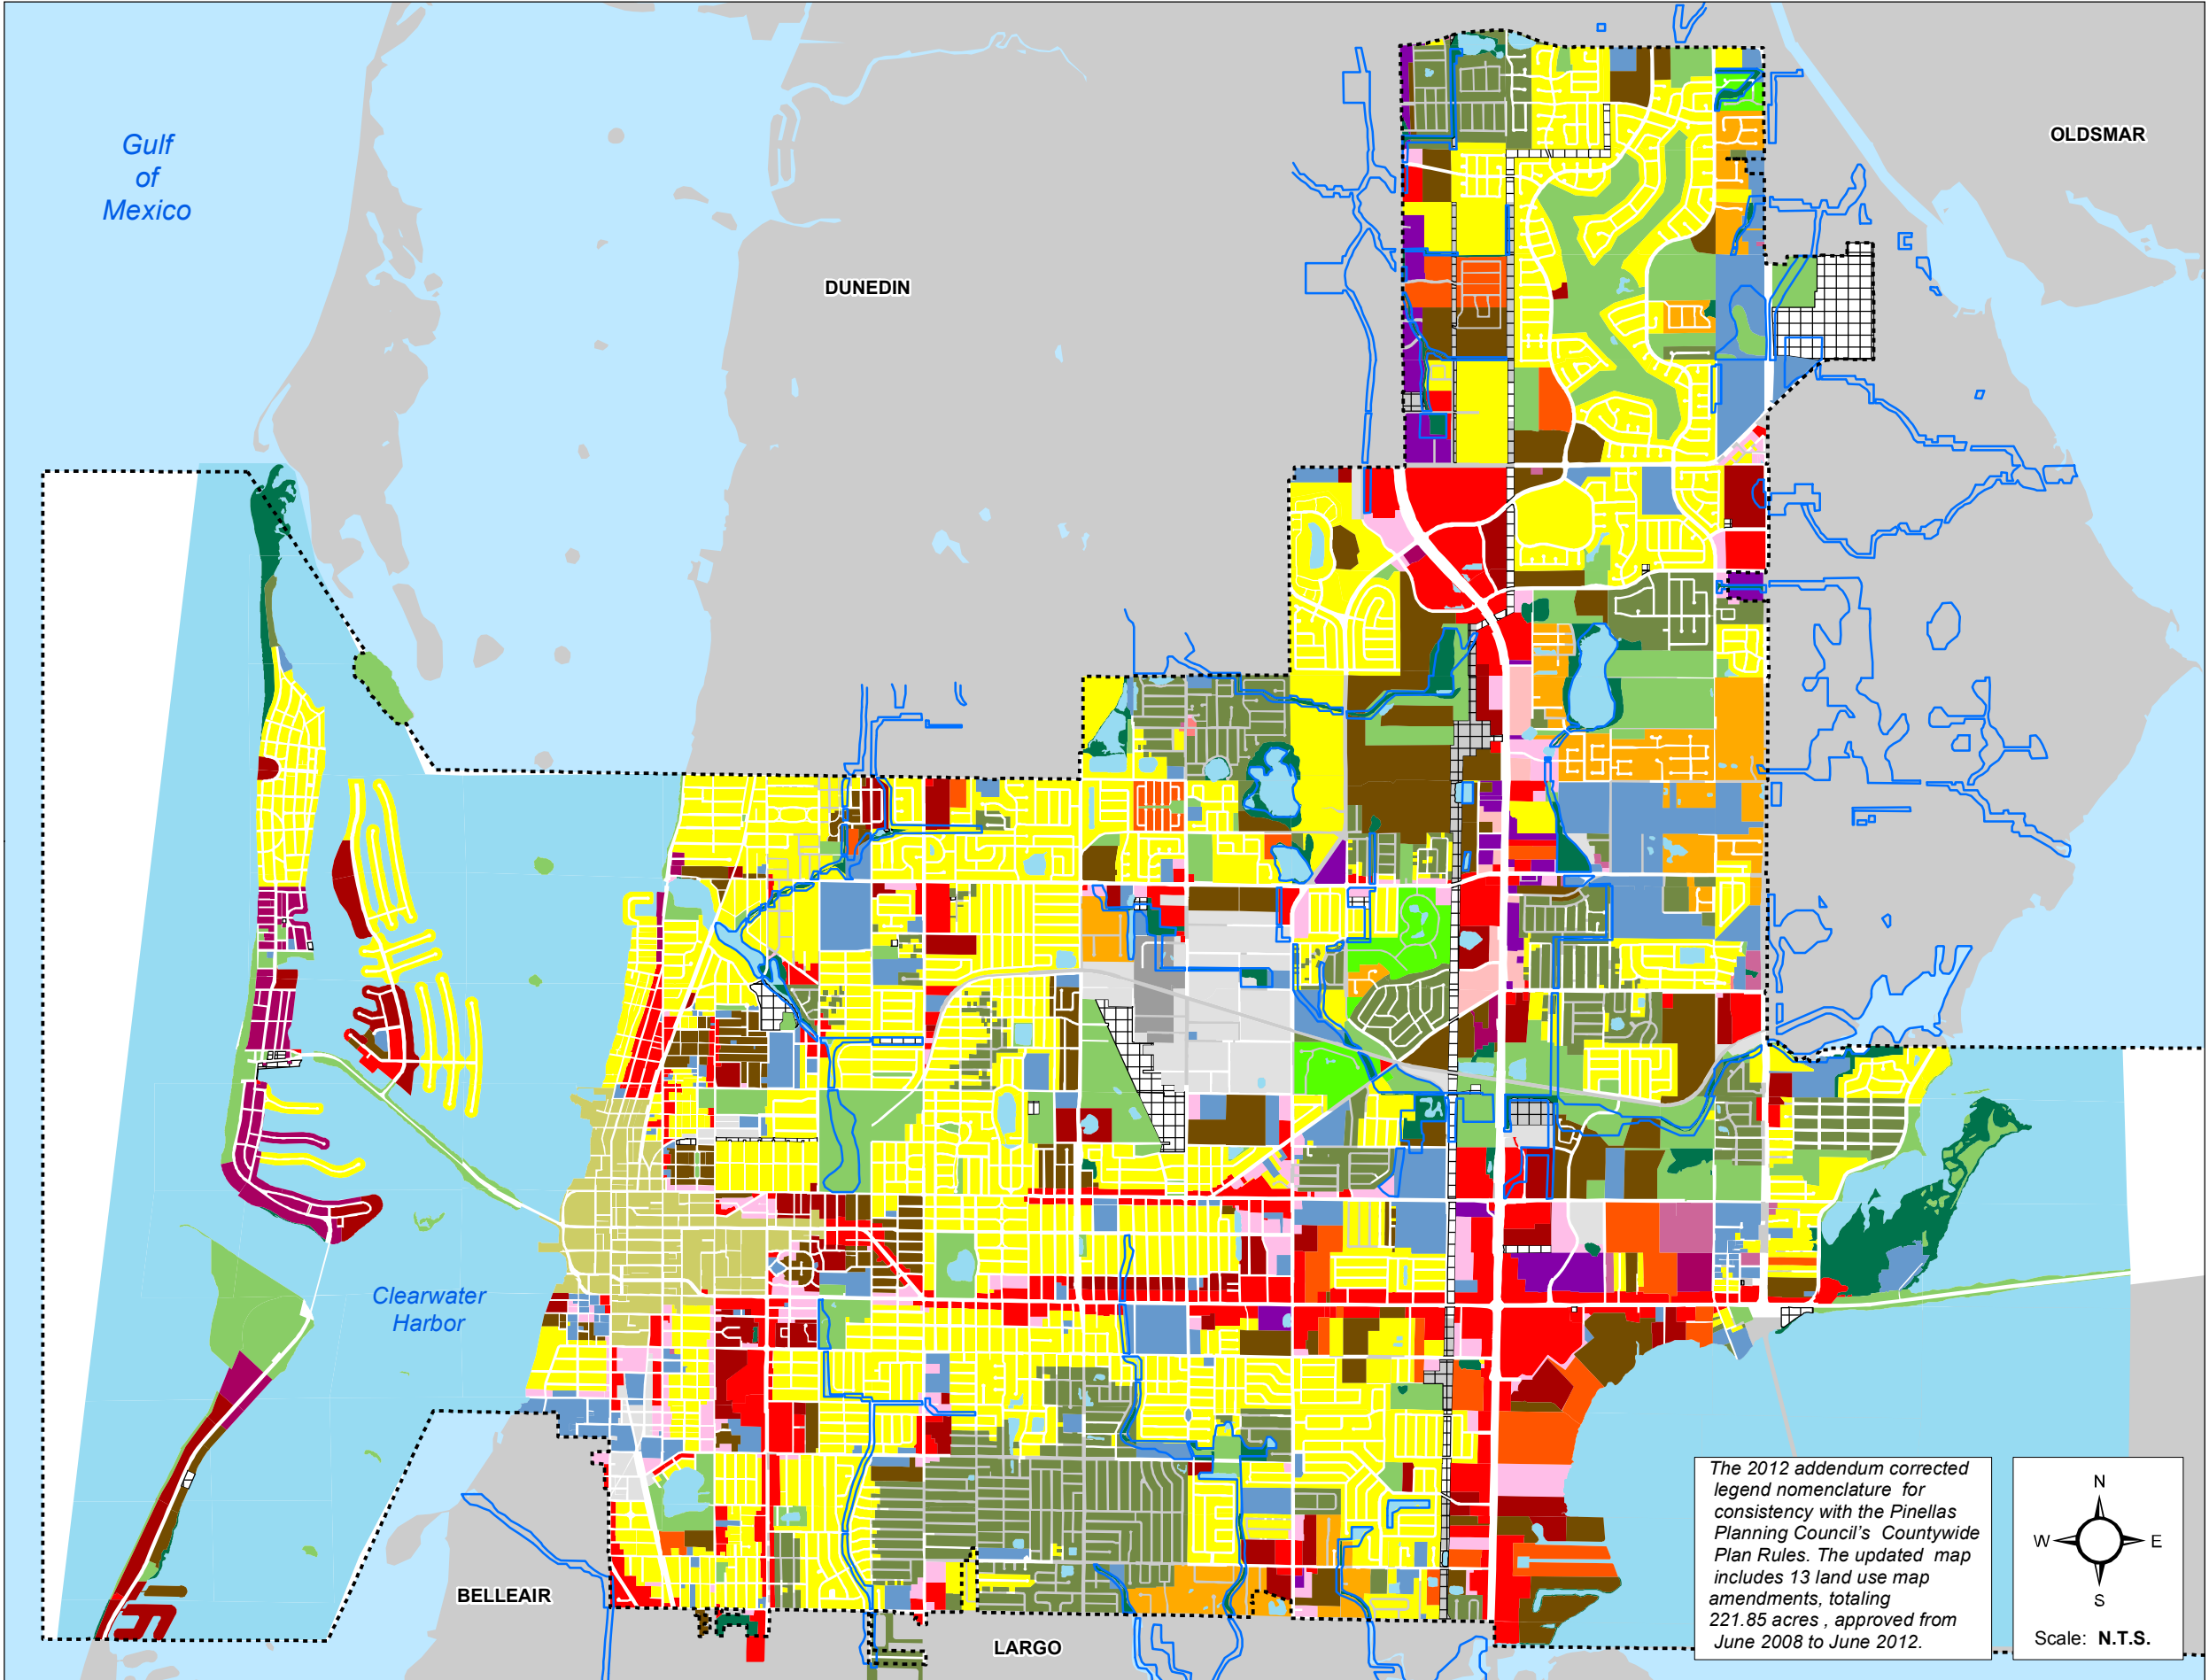 Gulf
of
Mexico
OLDSMAR
DUNEDIN
Clearwater
Harbor
BELLEAIR
LARGO
The 2012 addendum corrected
legend nomenclature for
consistency with the Pinellas
Planning Council's Countywide
Plan Rules. The updated map
includes 13 land use map
amendments, totaling
221.85 acres , approved from
June 2008 to June 2012.
N
W E
S
Scale: N.T.S.